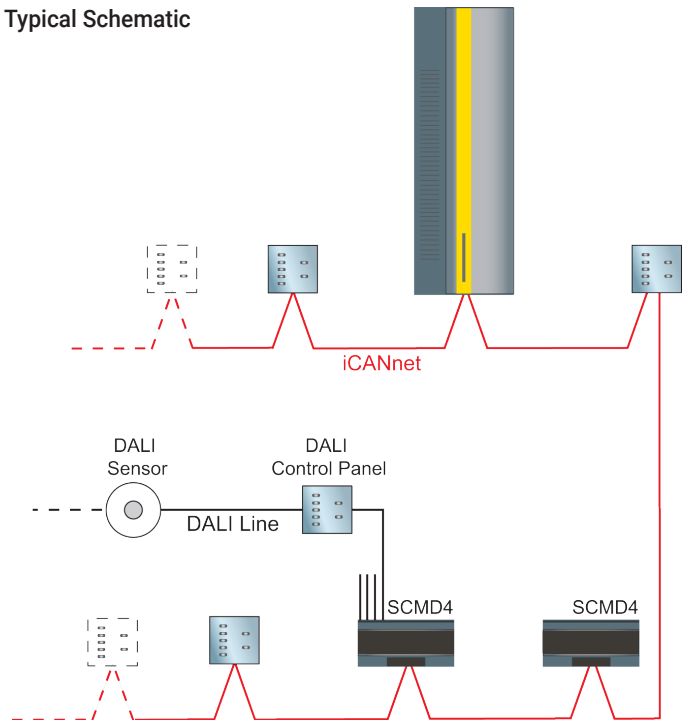 Typical Schematic
iCANnet
DALI
Sensor
DALI
Control Panel
DALI Line
SCMD4
SCMD4